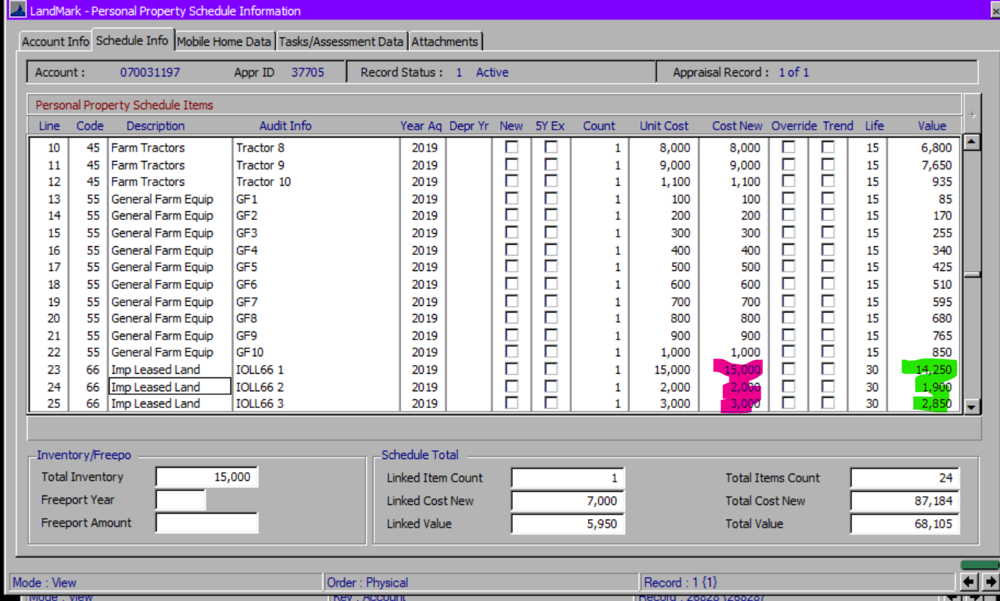 LandMark - Personal Property Schedule Information
Account Info Schedule Info Mobile Home Data Tasks/Assessment Data Attachments
Account : 070031197 Appr ID 37705 Record Status : 1 Active Appraisal Record : 1 of 1
Personal Property Schedule Items
Line Code Description Audit Info Year Aq Depr Yr New 5Y Ex Count Unit Cost Cost New Override Trend Life Value
10 45 Farm Tractors Tractor 8 2019 1 8,000 8,000 15 6,800
11 45 Farm Tractors Tractor 9 2019 1 9,000 9,000 15 7,650
12 45 Farm Tractors Tractor 10 2019 1 1,100 1,100 15 935
13 55 General Farm Equip GF1 2019 1 100 100 15 85
14 55 General Farm Equip GF2 2019 1 200 200 15 170
15 55 General Farm Equip GF3 2019 1 300 300 15 255
16 55 General Farm Equip GF4 2019 1 400 400 15 340
17 55 General Farm Equip GF5 2019 1 500 500 15 425
18 55 General Farm Equip GF6 2019 1 600 600 15 510
19 55 General Farm Equip GF7 2019 1 700 700 15 595
20 55 General Farm Equip GF8 2019 1 800 800 15 680
21 55 General Farm Equip GF9 2019 1 900 900 15 765
22 55 General Farm Equip GF10 2019 1 1,000 1,000 15 850
23 66 Imp Leased Land IOLL66 1 2019 1 15,000 15,000 30 14,250
24 66 Imp Leased Land IOLL66 2 2019 1 2,000 2,000 30 1,900
25 66 Imp Leased Land IOLL66 3 2019 1 3,000 3,000 30 2,850
Inventory/Freepo Schedule Total
Total Inventory 15,000 Linked Item Count 1 Total Items Count 24
Freeport Year Linked Cost New 7,000 Total Cost New 87,184
Freeport Amount Linked Value 5,950 Total Value 68,105
Mode : View Order : Physical Record : 1 {1}
Mode : View Key : Account